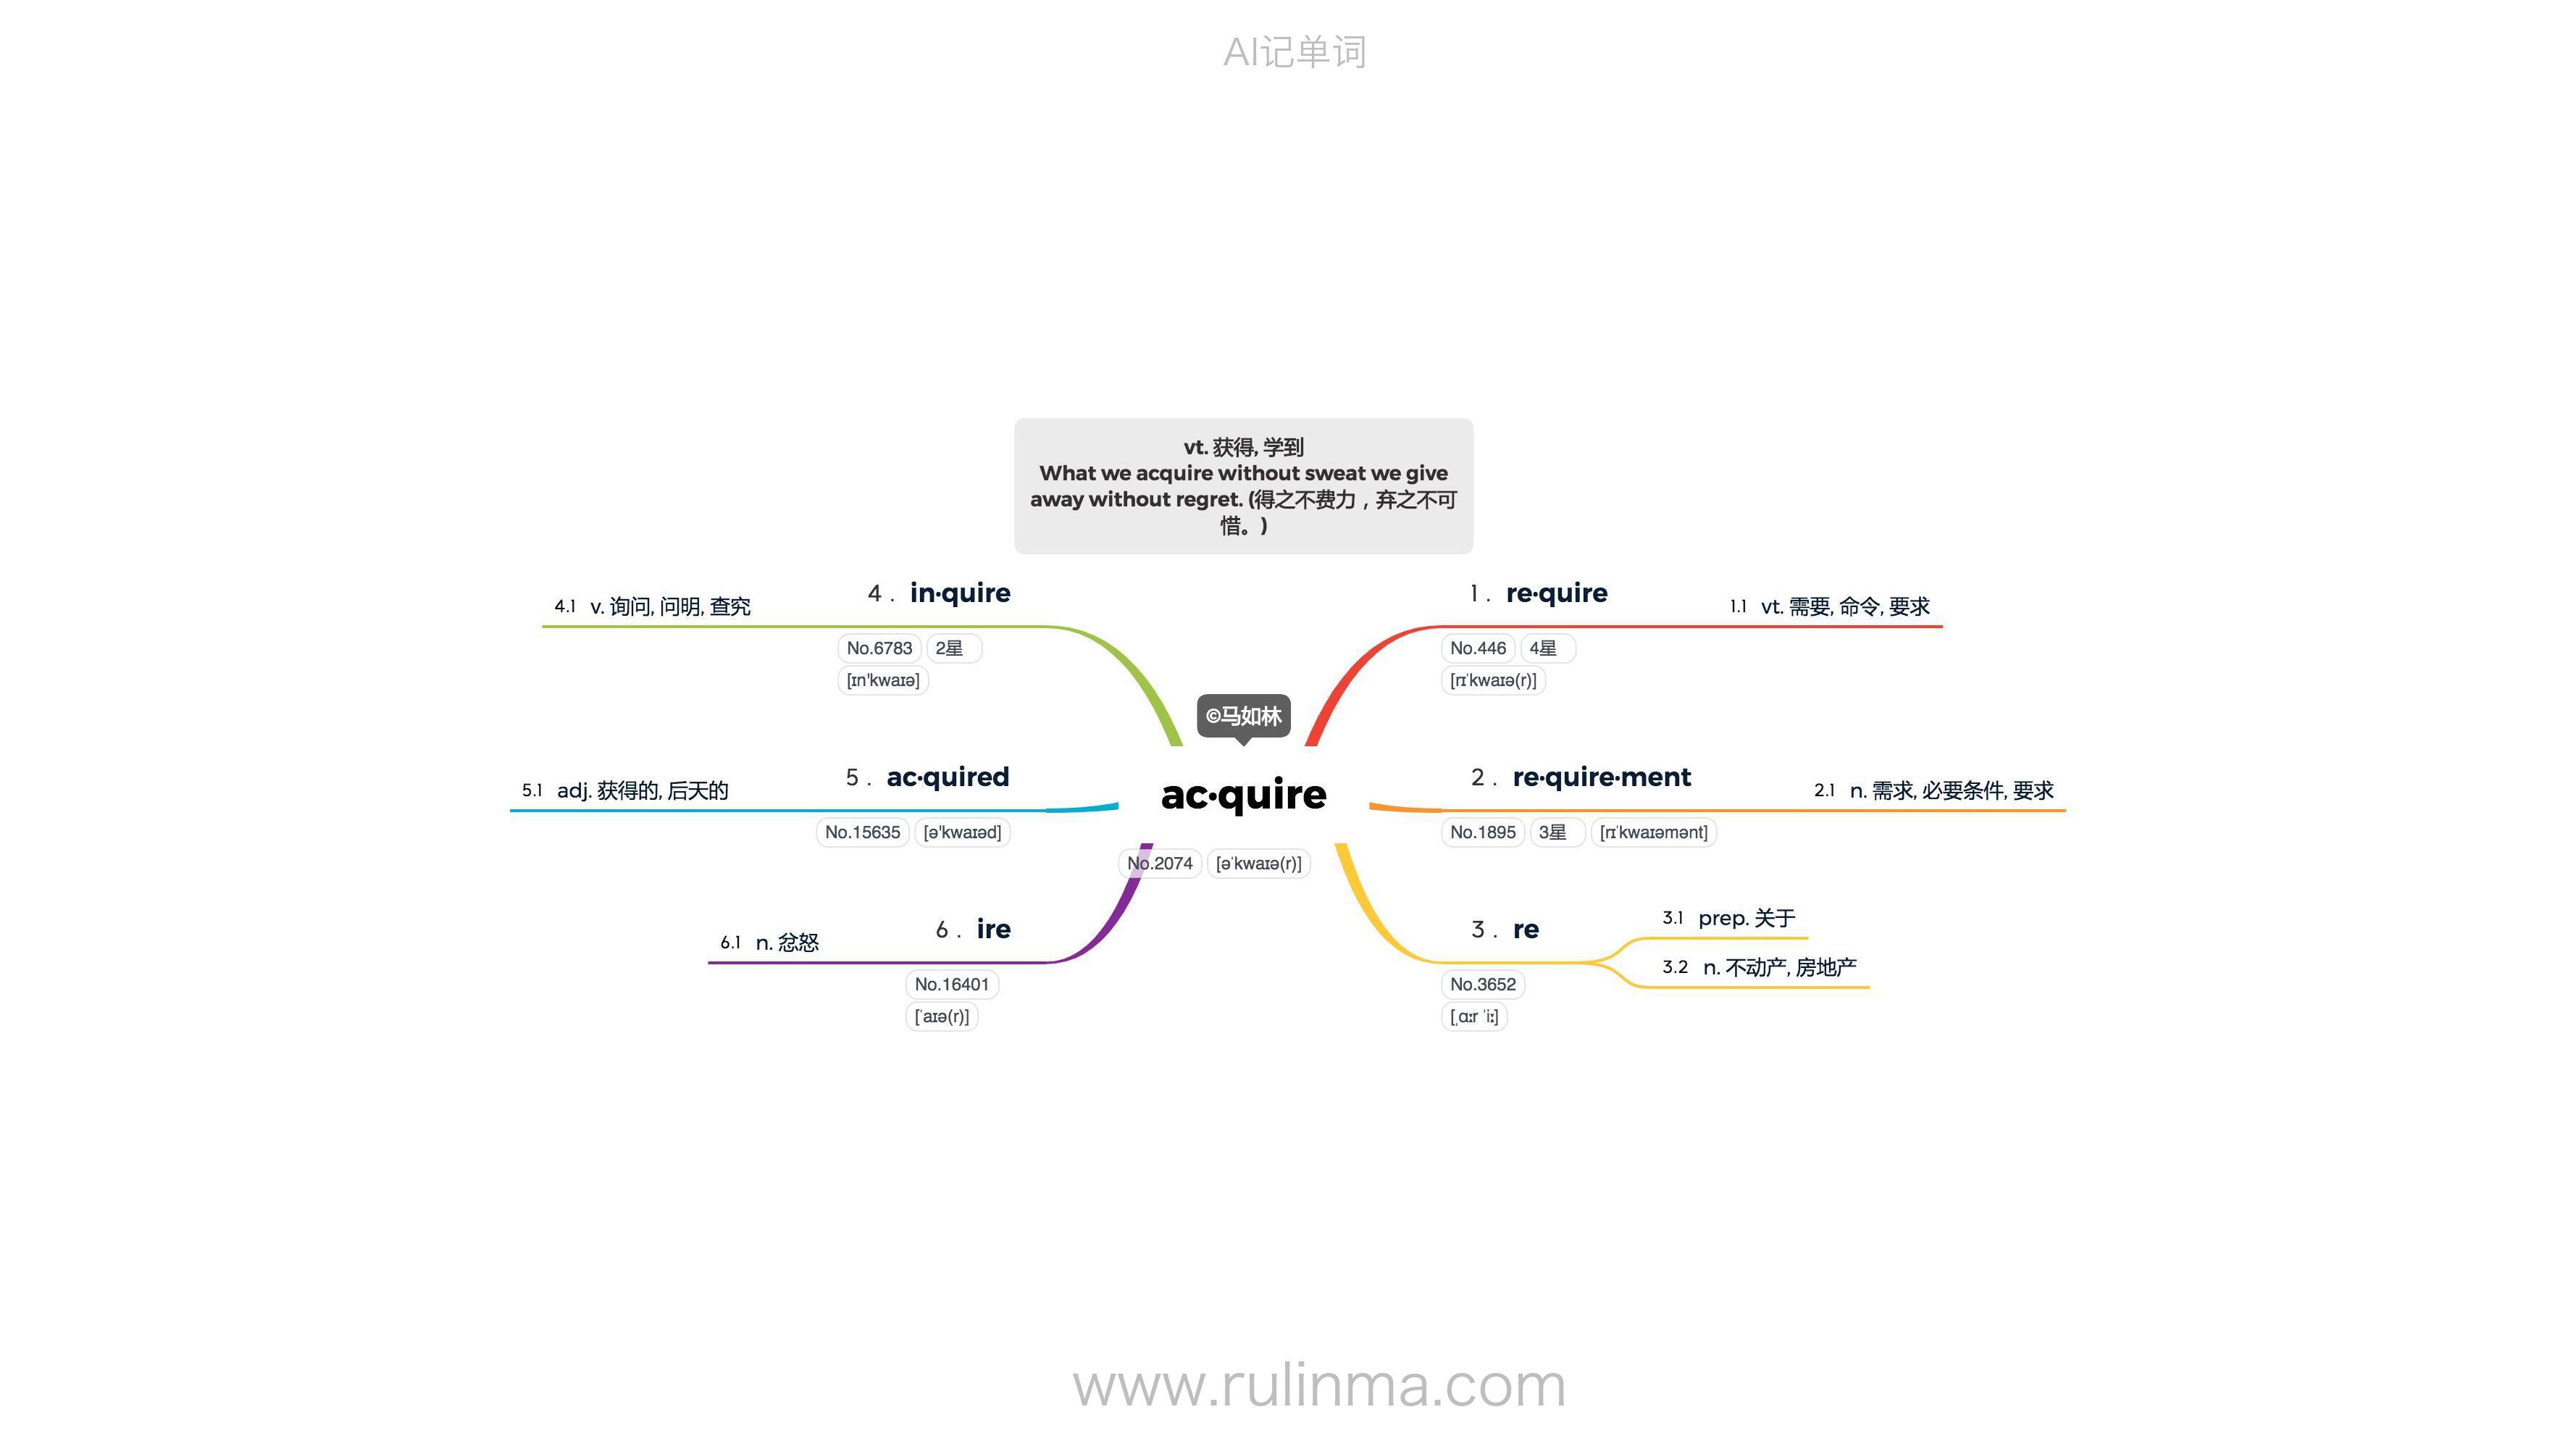 AI记单词
vt. 获得, 学到
What we acquire without sweat we give
away without regret. (得之不费力，弃之不可
惜。)
4 . in·quire
4.1 v. 询问, 问明, 查究
No.6783 2星
[ɪn'kwaɪə]
1 . re·quire
1.1 vt. 需要, 命令, 要求
No.446 4星
[rɪˈkwaɪə(r)]
©马如林
ac·quire
No.2074 [əˈkwaɪə(r)]
5 . ac·quired
5.1 adj. 获得的, 后天的
No.15635 [ə'kwaɪəd]
2 . re·quire·ment
2.1 n. 需求, 必要条件, 要求
No.1895 3星 [rɪˈkwaɪəmənt]
6 . ire
6.1 n. 忿怒
No.16401
[ˈaɪə(r)]
3 . re
3.1 prep. 关于
3.2 n. 不动产, 房地产
No.3652
[ˌɑːr ˈiː]
www.rulinma.com